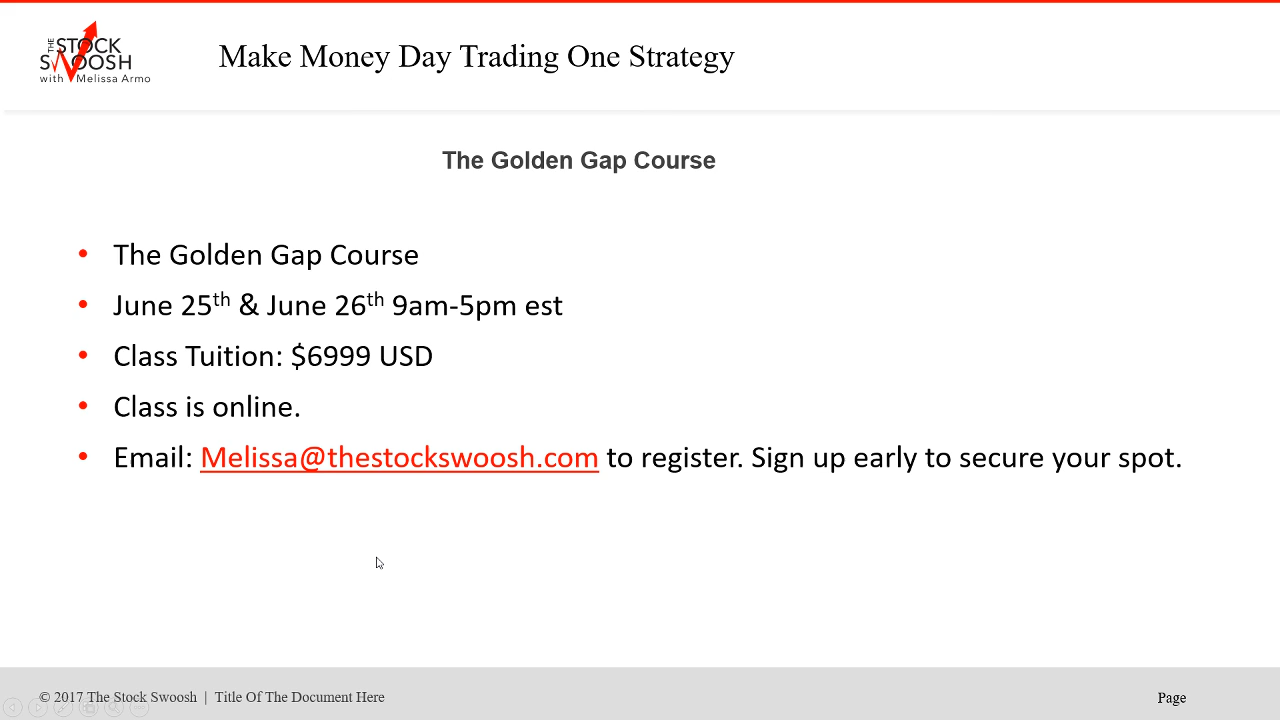 THE STOCK
SWOOSH
with Melissa Armo
Make Money Day Trading One Strategy
The Golden Gap Course
• The Golden Gap Course
• June 25th & June 26th 9am-5pm est
• Class Tuition: $6999 USD
• Class is online.
• Email: Melissa@thestockswoosh.com to register. Sign up early to secure your spot.
© 2017 The Stock Swoosh | Title Of The Document Here
Page